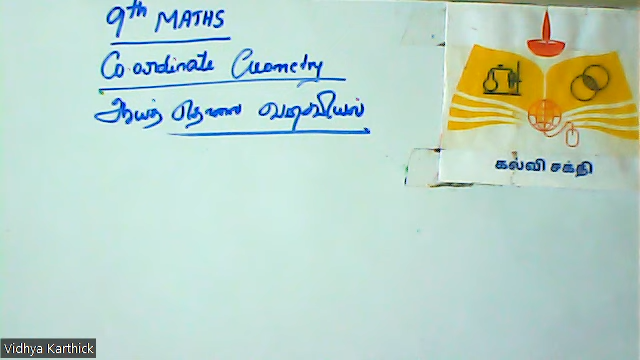 9th MATHS
Co-ordinate Geometry
ஆயத் தொலை வடிவியல்
கல்வி சக்தி
Vidhya Karthick